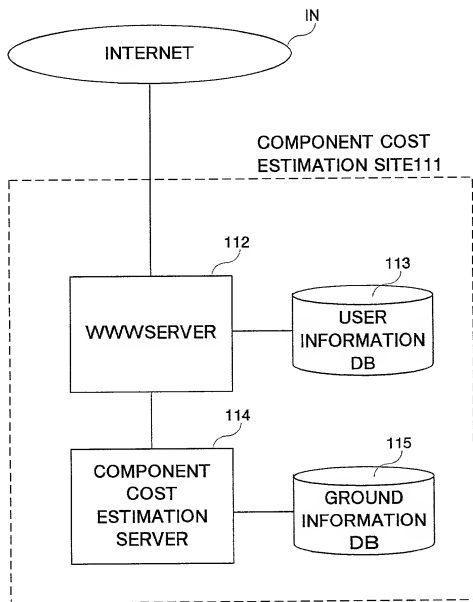 IN
INTERNET
COMPONENT COST
ESTIMATION SITE111
112
WWWSERVER
113
USER
INFORMATION
DB
114
COMPONENT
COST
ESTIMATION
SERVER
115
GROUND
INFORMATION
DB